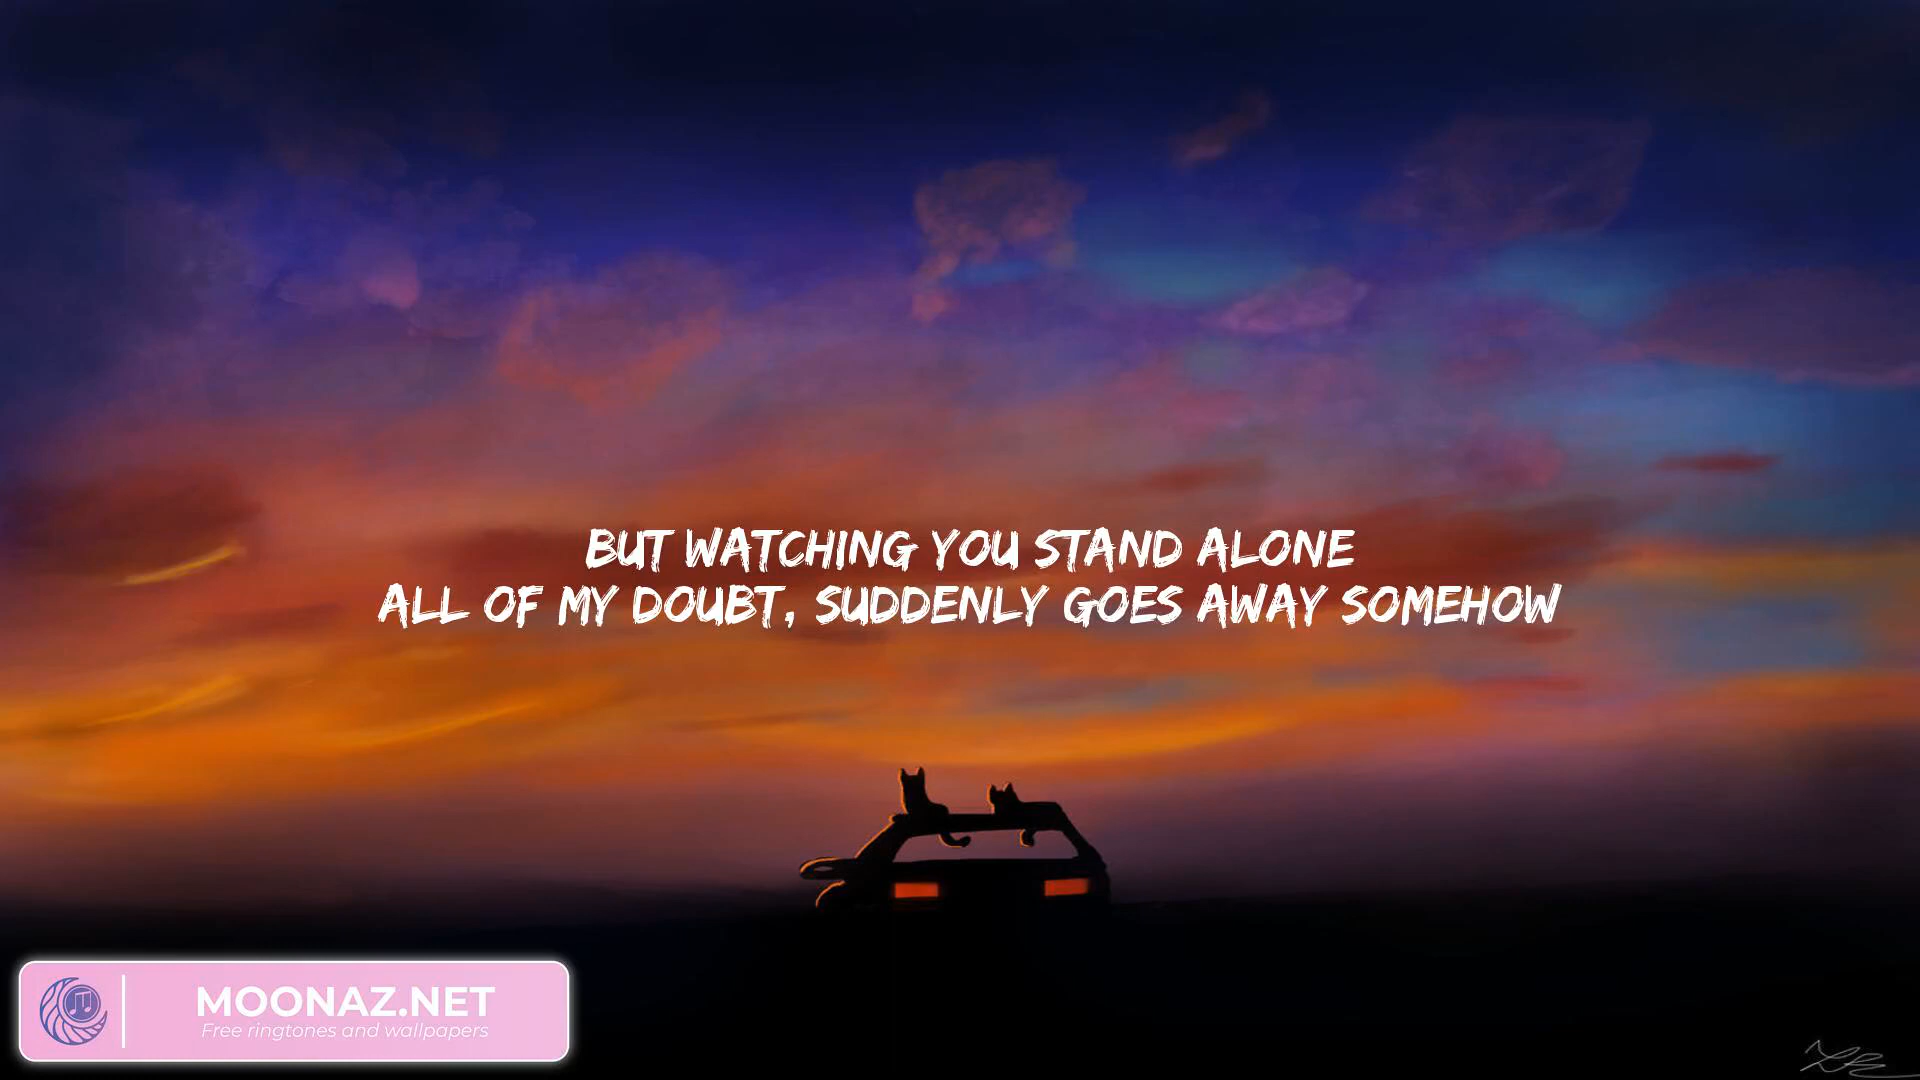 BUT WATCHING YOU STAND ALONE
ALL OF MY DOUBT, SUDDENLY GOES AWAY SOMEHOW
MOONAZ.NET
Free ringtones and wallpapers